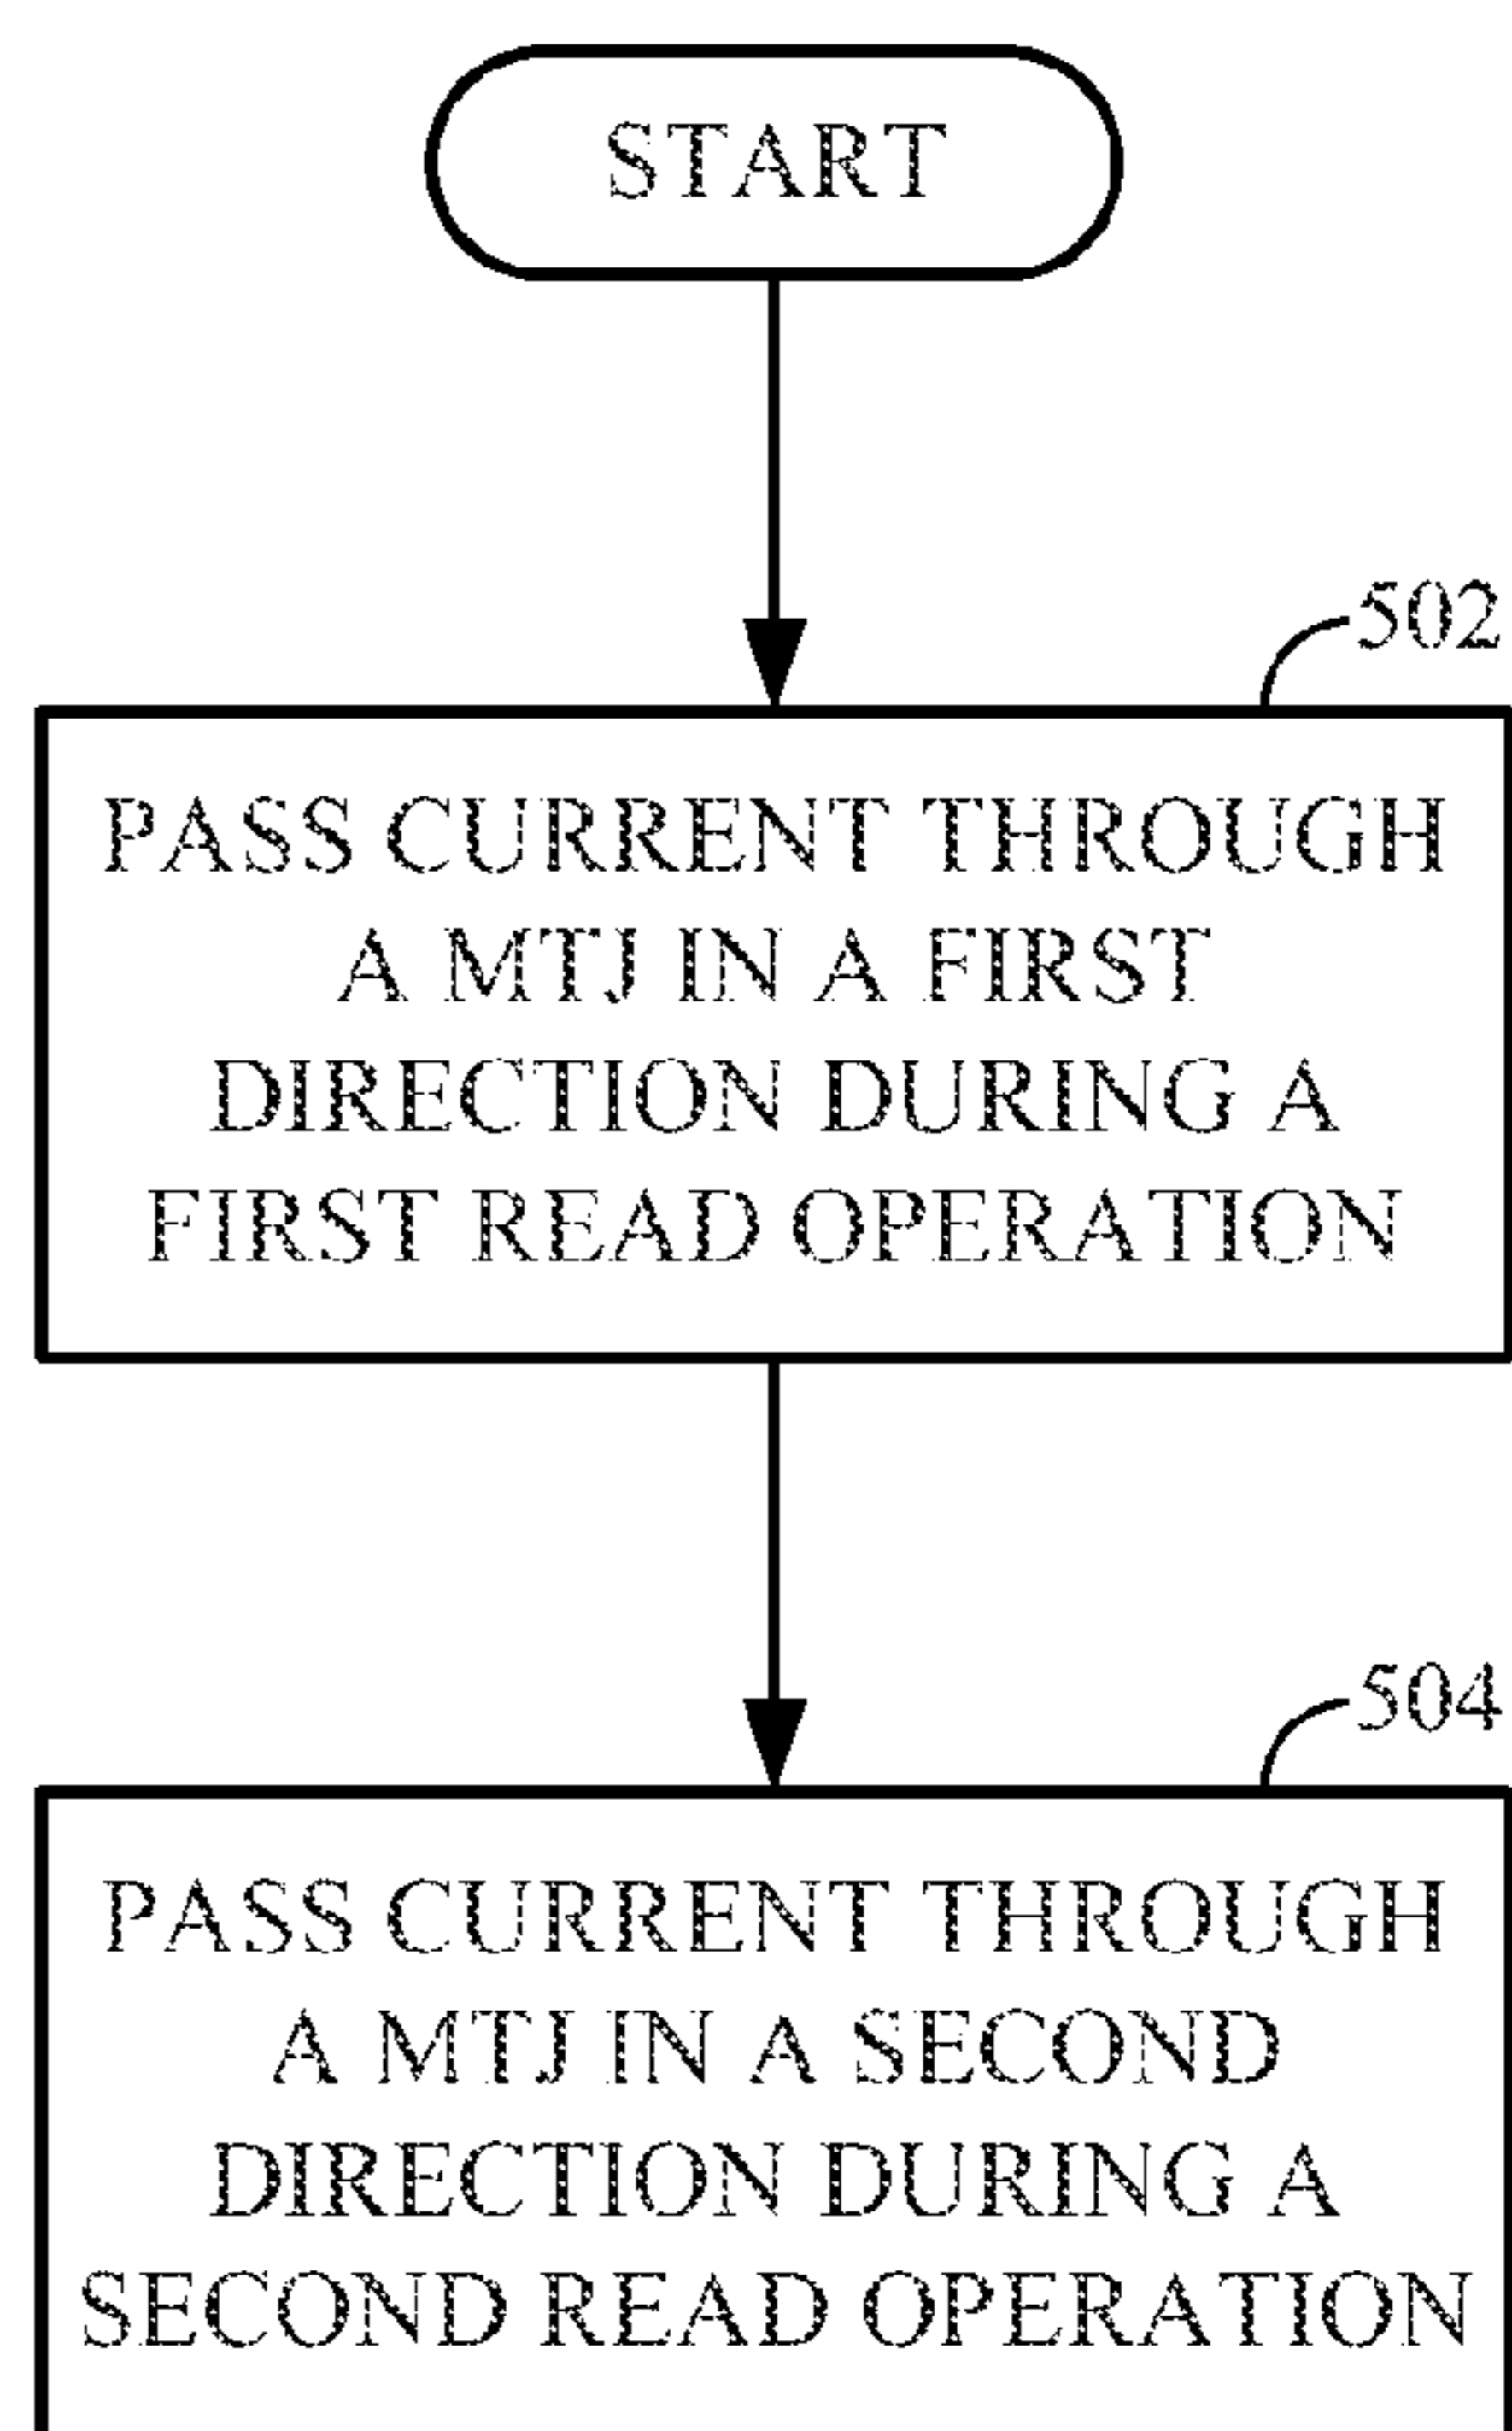 START
502
PASS CURRENT THROUGH
A MTJ IN A FIRST
DIRECTION DURING A
FIRST READ OPERATION
504
PASS CURRENT THROUGH
A MTJ IN A SECOND
DIRECTION DURING A
SECOND READ OPERATION